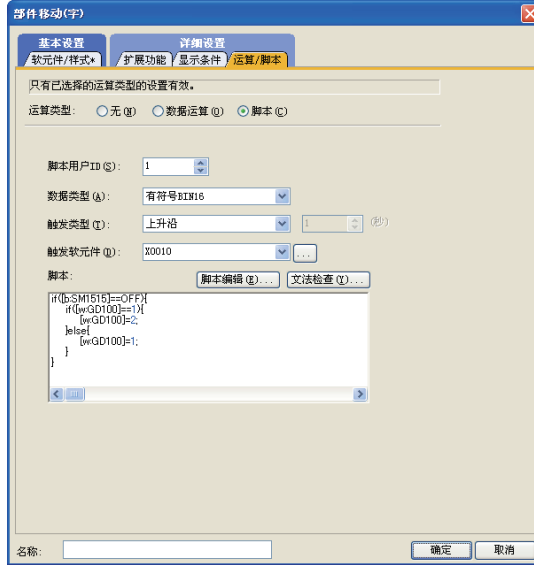 部件移动(字)
基本设置
详细设置
软元件/样式* 扩展功能 显示条件 运算/脚本
只有已选择的运算类型的设置有效。
运算类型: 无(N) 数据运算(O) 脚本(C)
脚本用户ID(S): 1
数据类型(A): 有符号BIN16
触发类型(T): 上升沿 1 (秒)
触发软元件(D): X0010 ...
脚本: 脚本编辑(E)... 文法检查(Y)...
if([b:SM1515]==OFF){
if([w:GD100]==1){
[w:GD100]=2;
}else{
[w:GD100]=1;
}
}
名称: 确定 取消